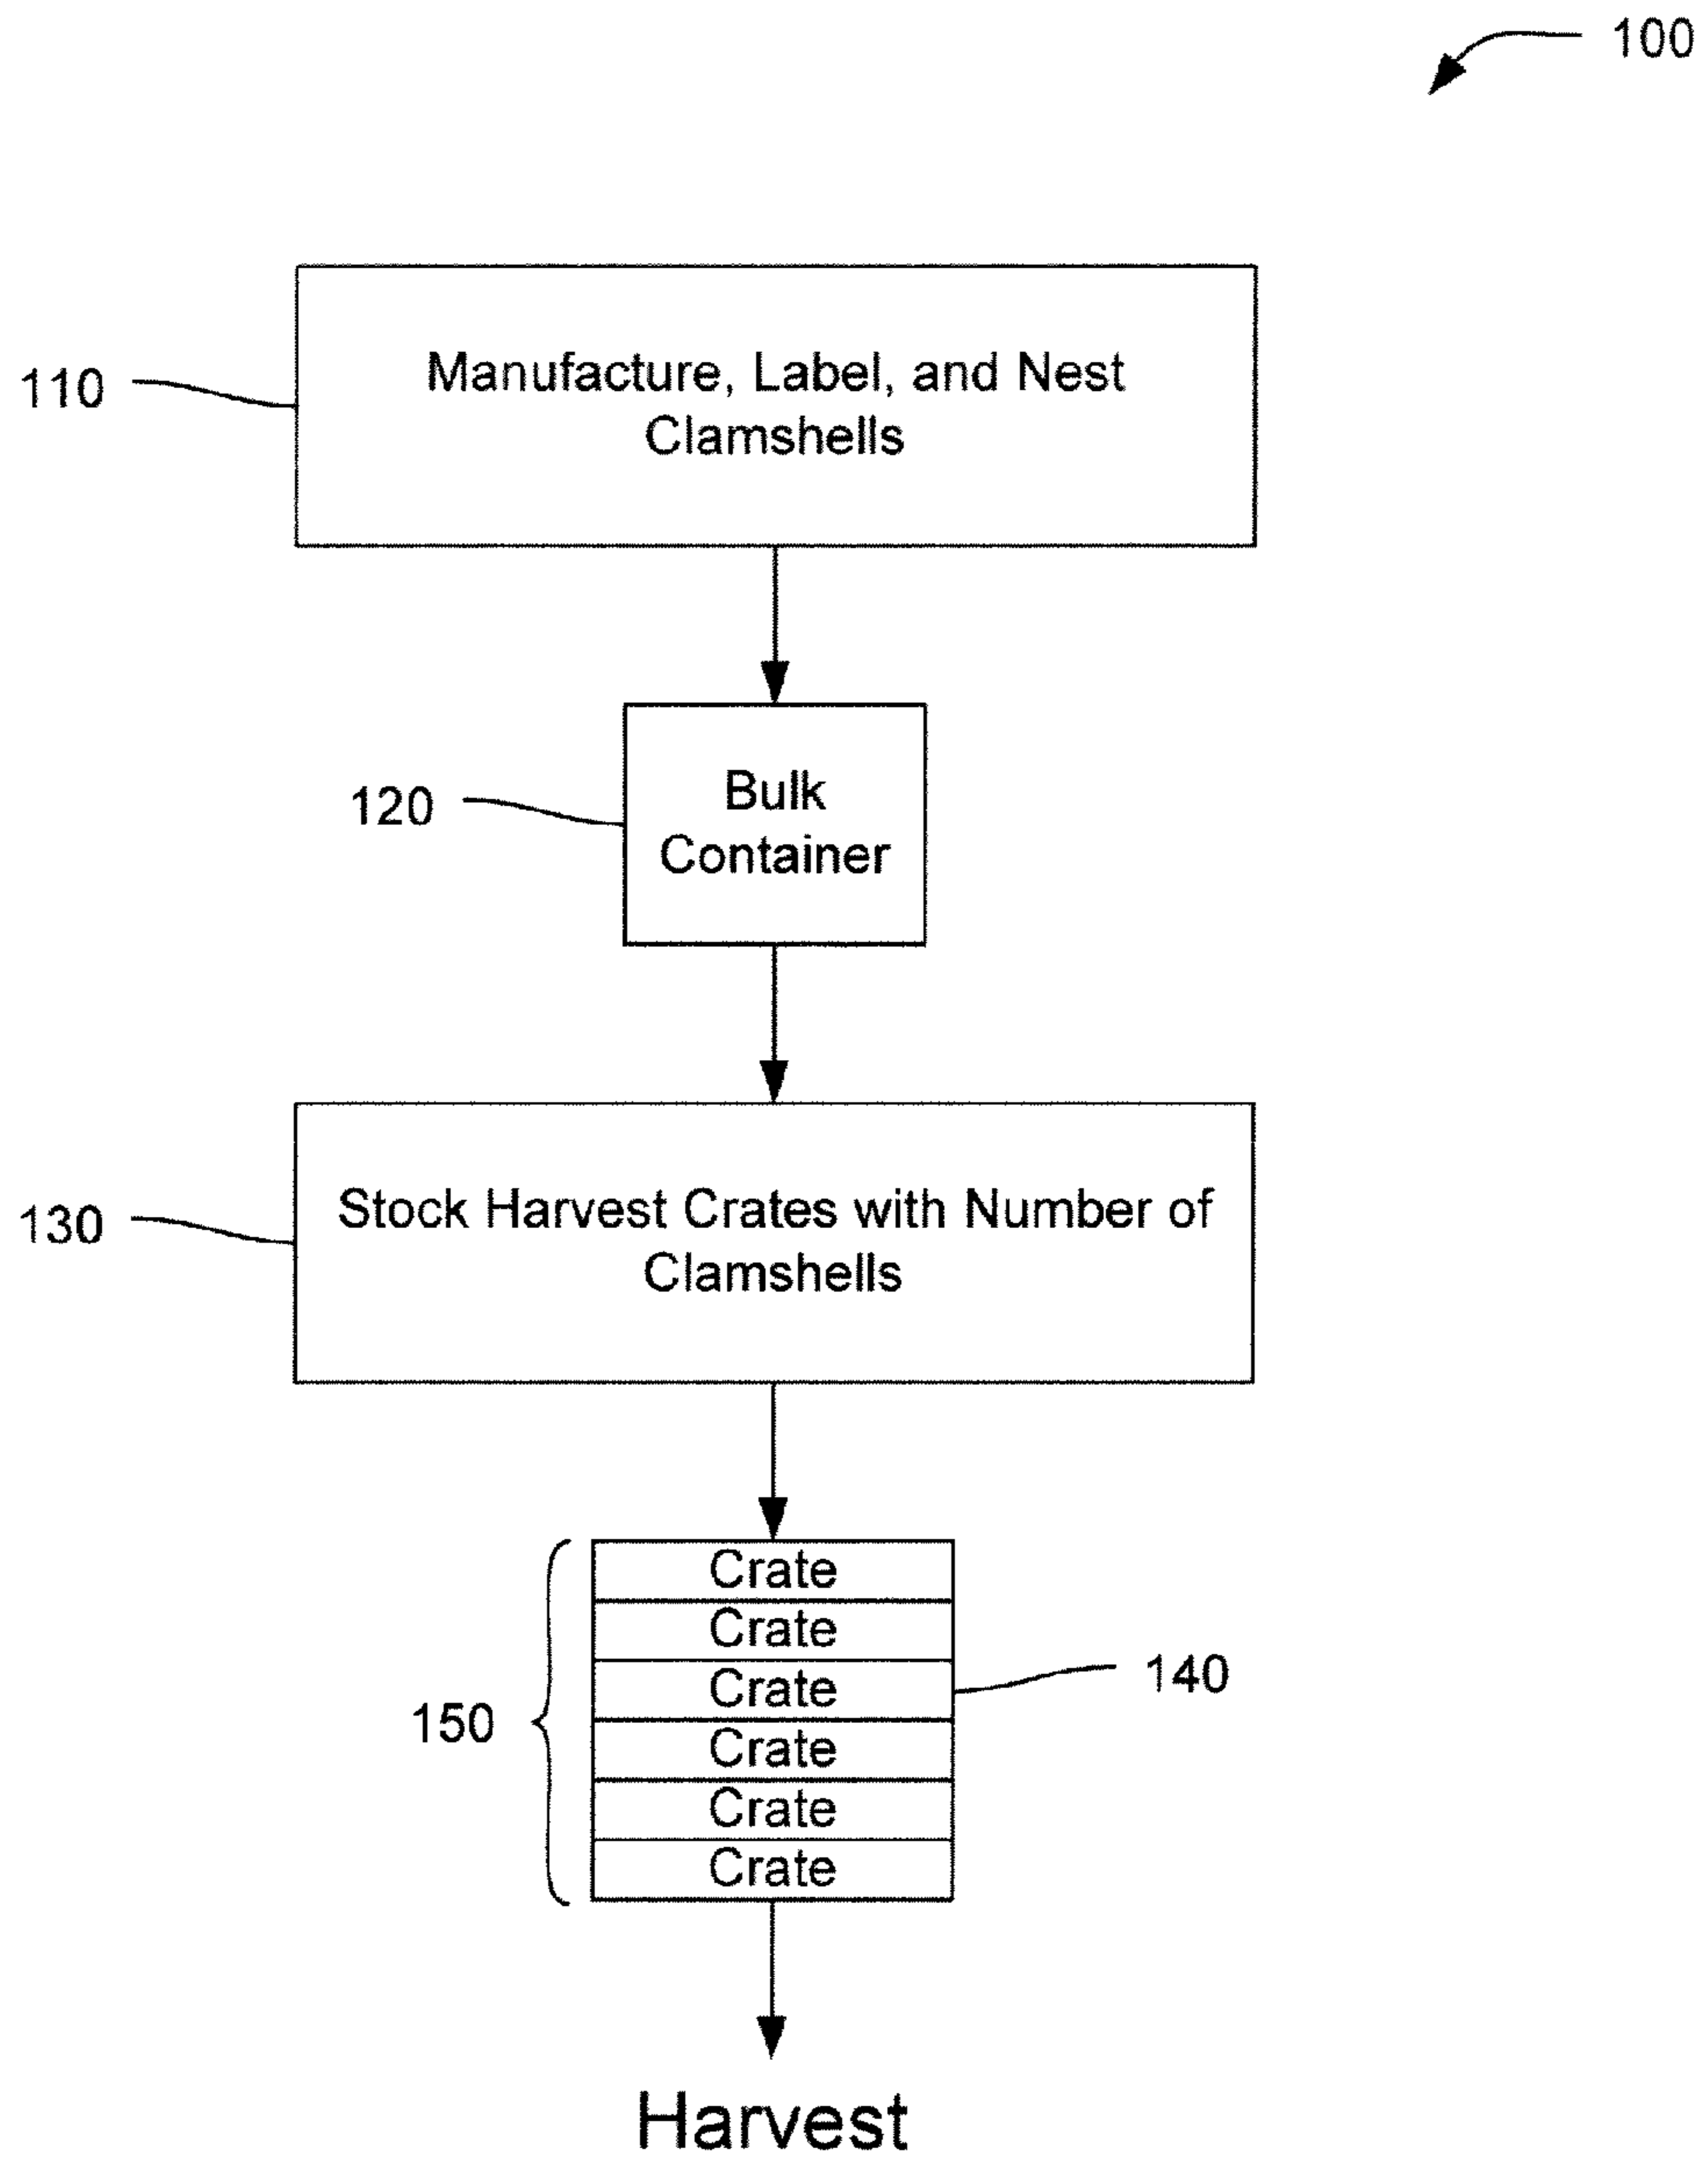 100
110
Manufacture, Label, and Nest
Clamshells
120
Bulk
Container
130
Stock Harvest Crates with Number of
Clamshells
Crate
Crate
Crate
140
150
Crate
Crate
Crate
Harvest